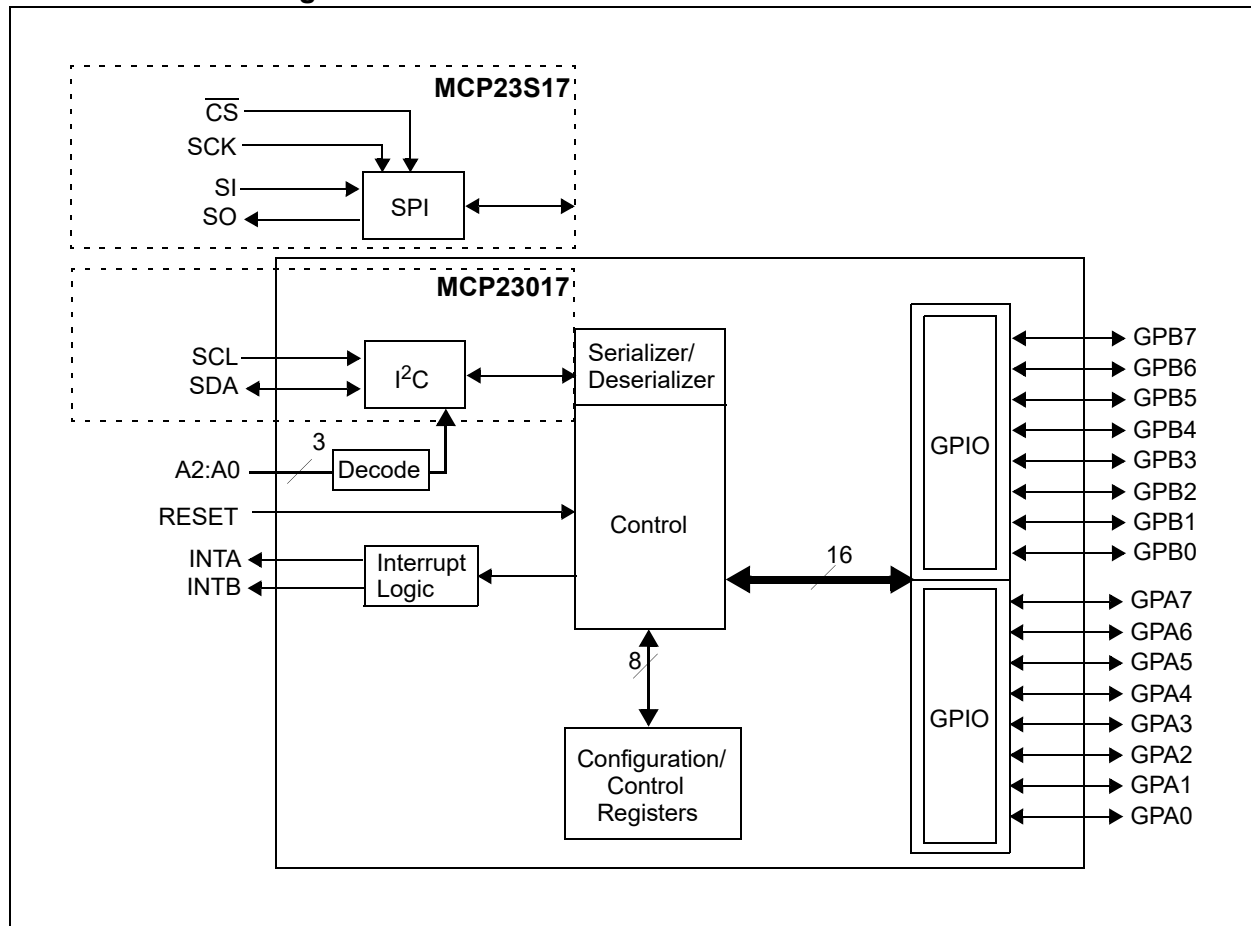 MCP23S17
CS
SCK
SI
SO
SPI
MCP23017
SCL
SDA
I²C
Serializer/
Deserializer
3
A2:A0
Decode
RESET
Control
INTA
INTB
Interrupt
Logic
16
8
Configuration/
Control
Registers
GPIO
GPB7
GPB6
GPB5
GPB4
GPB3
GPB2
GPB1
GPB0
GPIO
GPA7
GPA6
GPA5
GPA4
GPA3
GPA2
GPA1
GPA0